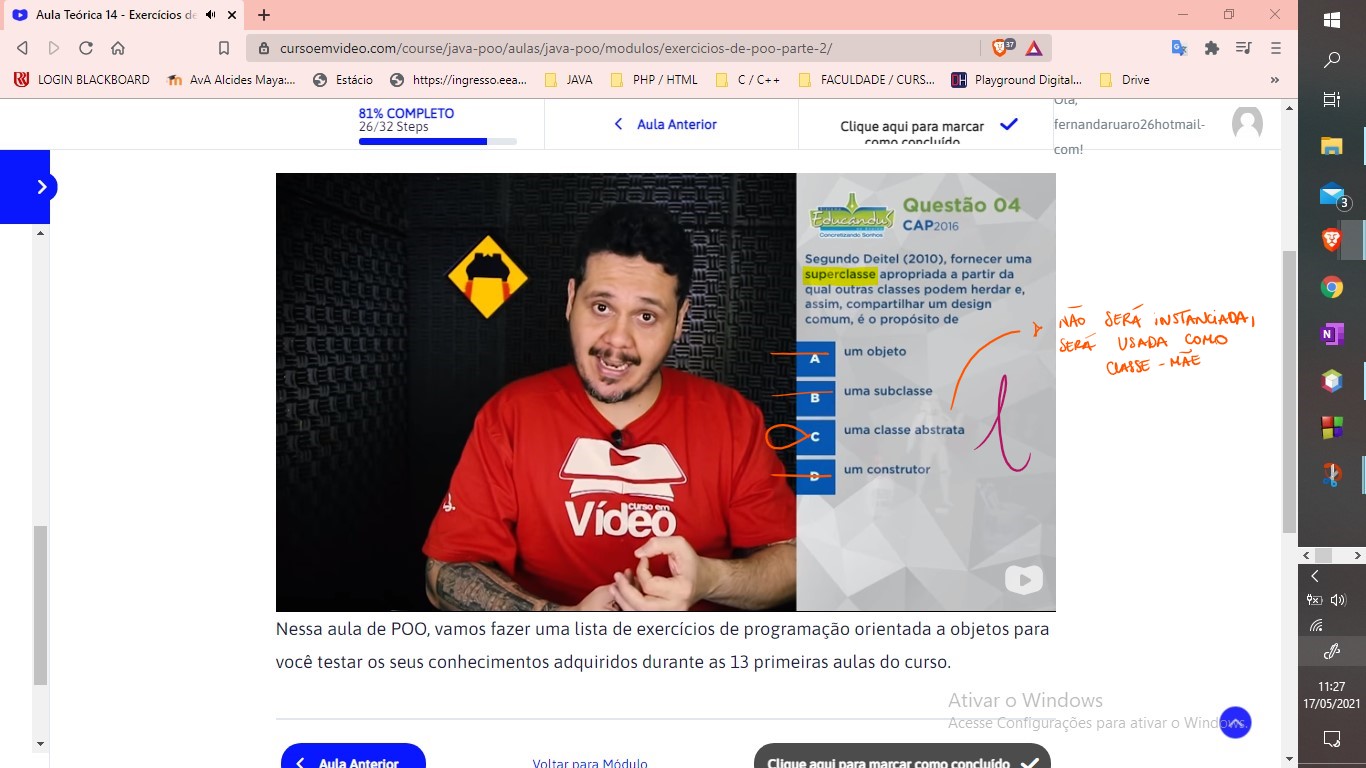 Aula Teórica 14 - Exercícios de
cursoemvideo.com/course/java-poo/aulas/java-poo/modulos/exercicios-de-poo-parte-2/
37
LOGIN BLACKBOARD
AvA Alcides Maya:...
Estácio
https://ingresso.eea...
JAVA
PHP / HTML
C / C++
FACULDADE / CURS...
Playground Digital...
Drive
»
81% COMPLETO
26/32 Steps
Aula Anterior
Clique aqui para marcar
como concluído
Olá,
fernandaruaro26hotmail-
com!
Educandus
Concretizando Sonhos
Questão 04
CAP2016
Segundo Deitel (2010), fornecer uma
superclasse apropriada a partir da
qual outras classes podem herdar e,
assim, compartilhar um design
comum, é o propósito de
A um objeto
B uma subclasse
C uma classe abstrata
D um construtor
NÃO SERÁ INSTANCIADA,
SERÁ USADA COMO
CLASSE-MÃE
curso em
Vídeo
Nessa aula de POO, vamos fazer uma lista de exercícios de programação orientada a objetos para
você testar os seus conhecimentos adquiridos durante as 13 primeiras aulas do curso.
Ativar o Windows
Acesse Configurações para ativar o Windows.
Aula Anterior
Voltar para Módulo
Clique aqui para marcar como concluído
3
11:27
17/05/2021